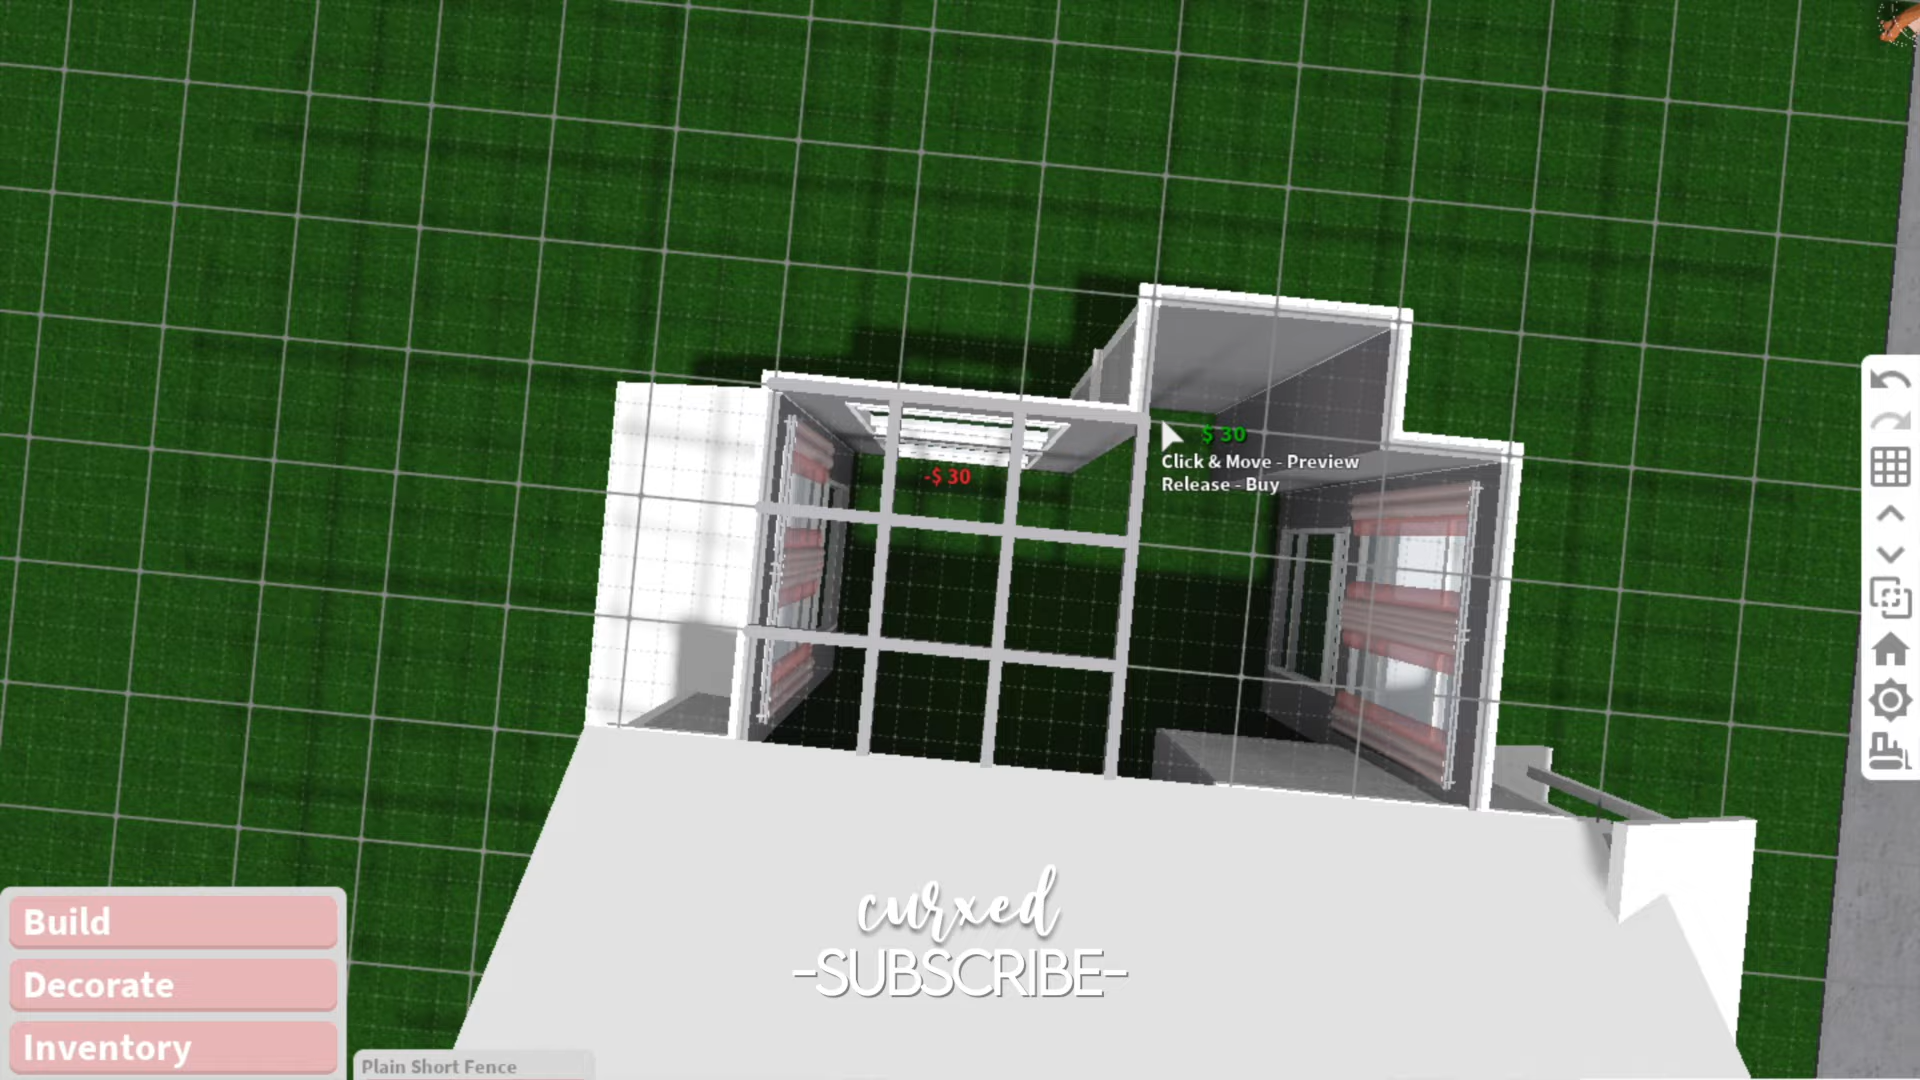 $ 30
Click & Move - Preview
-$ 30
Release - Buy
curxed
-SUBSCRIBE-
Build
Decorate
Inventory
Plain Short Fence